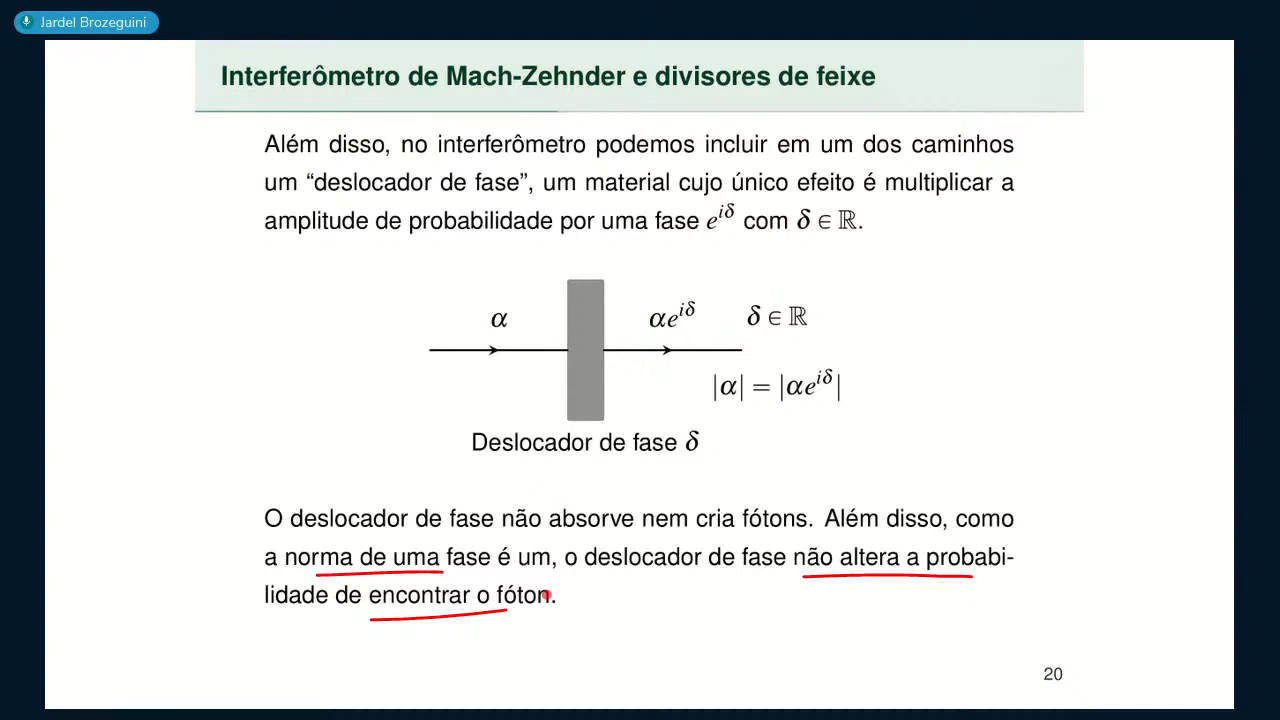 Jardel Brozeguini
Interferômetro de Mach-Zehnder e divisores de feixe
Além disso, no interferômetro podemos incluir em um dos caminhos
um “deslocador de fase”, um material cujo único efeito é multiplicar a
amplitude de probabilidade por uma fase e^{iδ} com δ ∈ ℝ.
α αe^{iδ} δ ∈ ℝ
|α| = |αe^{iδ}|
Deslocador de fase δ
O deslocador de fase não absorve nem cria fótons. Além disso, como
a norma de uma fase é um, o deslocador de fase não altera a probabi-
lidade de encontrar o fóton.
20